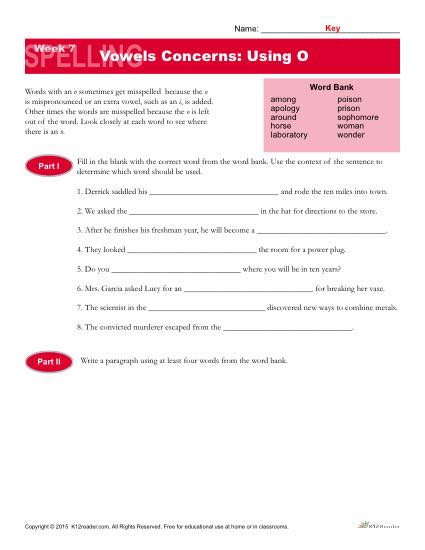 Name: ____________Key____________
SPELLING
Week 7
Vowels Concerns: Using O
Words with an o sometimes get misspelled because the o
is mispronounced or an extra vowel, such as an i, is added.
Other times the words are misspelled because the o is left
out of the word. Look closely at each word to see where
there is an o.
Word Bank
among poison
apology prison
around sophomore
horse woman
laboratory wonder
Part I
Fill in the blank with the correct word from the word bank. Use the context of the sentence to
determine which word should be used.
1. Derrick saddled his ____________________________ and rode the ten miles into town.
2. We asked the ____________________________ in the hat for directions to the store.
3. After he finishes his freshman year, he will become a ____________________________.
4. They looked ____________________________ the room for a power plug.
5. Do you ____________________________ where you will be in ten years?
6. Mrs. Garcia asked Lucy for an ____________________________ for breaking her vase.
7. The scientist in the ____________________________ discovered new ways to combine metals.
8. The convicted murderer escaped from the ____________________________.
Part II
Write a paragraph using at least four words from the word bank.
Copyright © 2015 K12reader.com. All Rights Reserved. Free for educational use at home or in classrooms.
K12Reader